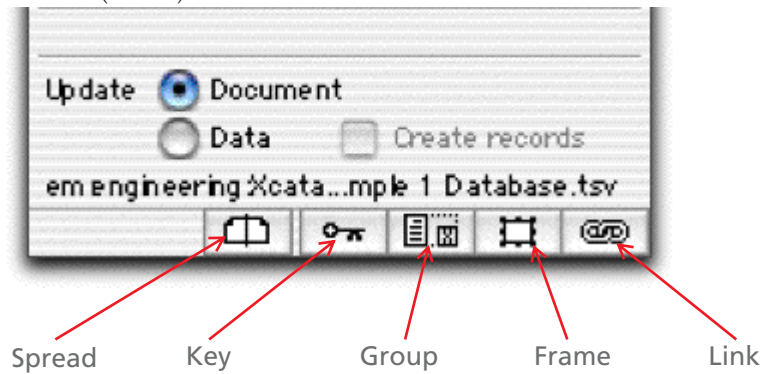 Update Document
Data Create records
em engineering:Xcata...mple 1 Database.tsv
Spread Key Group Frame Link